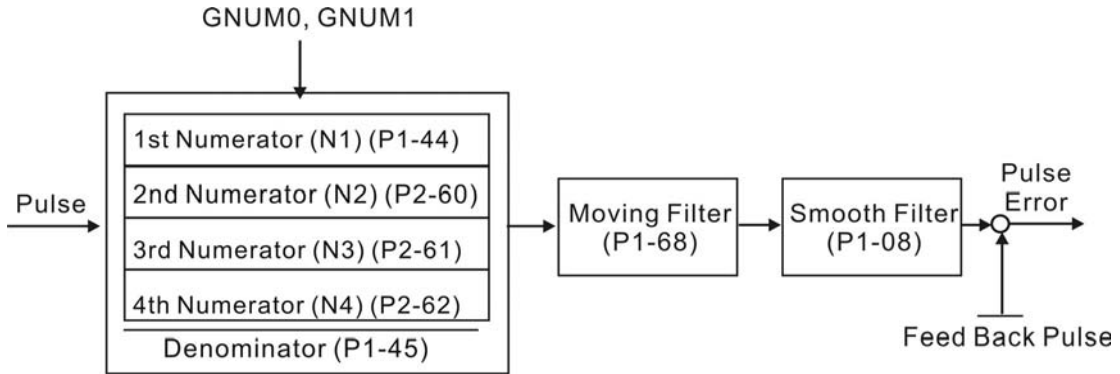 GNUM0, GNUM1
Pulse
1st Numerator (N1) (P1-44)
2nd Numerator (N2) (P2-60)
3rd Numerator (N3) (P2-61)
4th Numerator (N4) (P2-62)
Denominator (P1-45)
Moving Filter
(P1-68)
Smooth Filter
(P1-08)
Pulse
Error
Feed Back Pulse